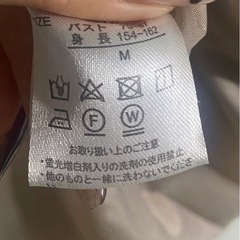 バスト
身長 154~162
M
F W
お取り扱い上のご注意
・蛍光増白剤入りの洗剤の使用禁止
・他のものと一緒に洗わないでくださ